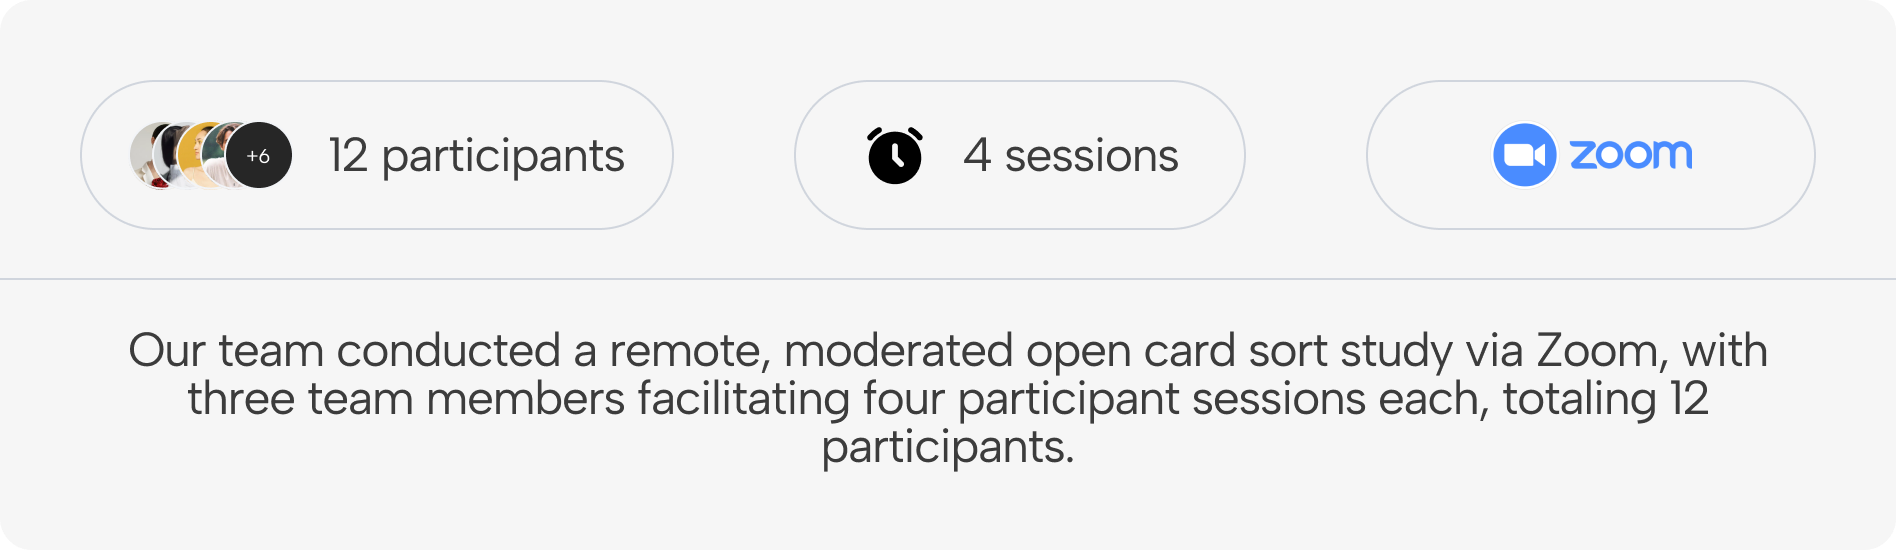 +6
12 participants
4 sessions
zoom
Our team conducted a remote, moderated open card sort study via Zoom, with
three team members facilitating four participant sessions each, totaling 12
participants.